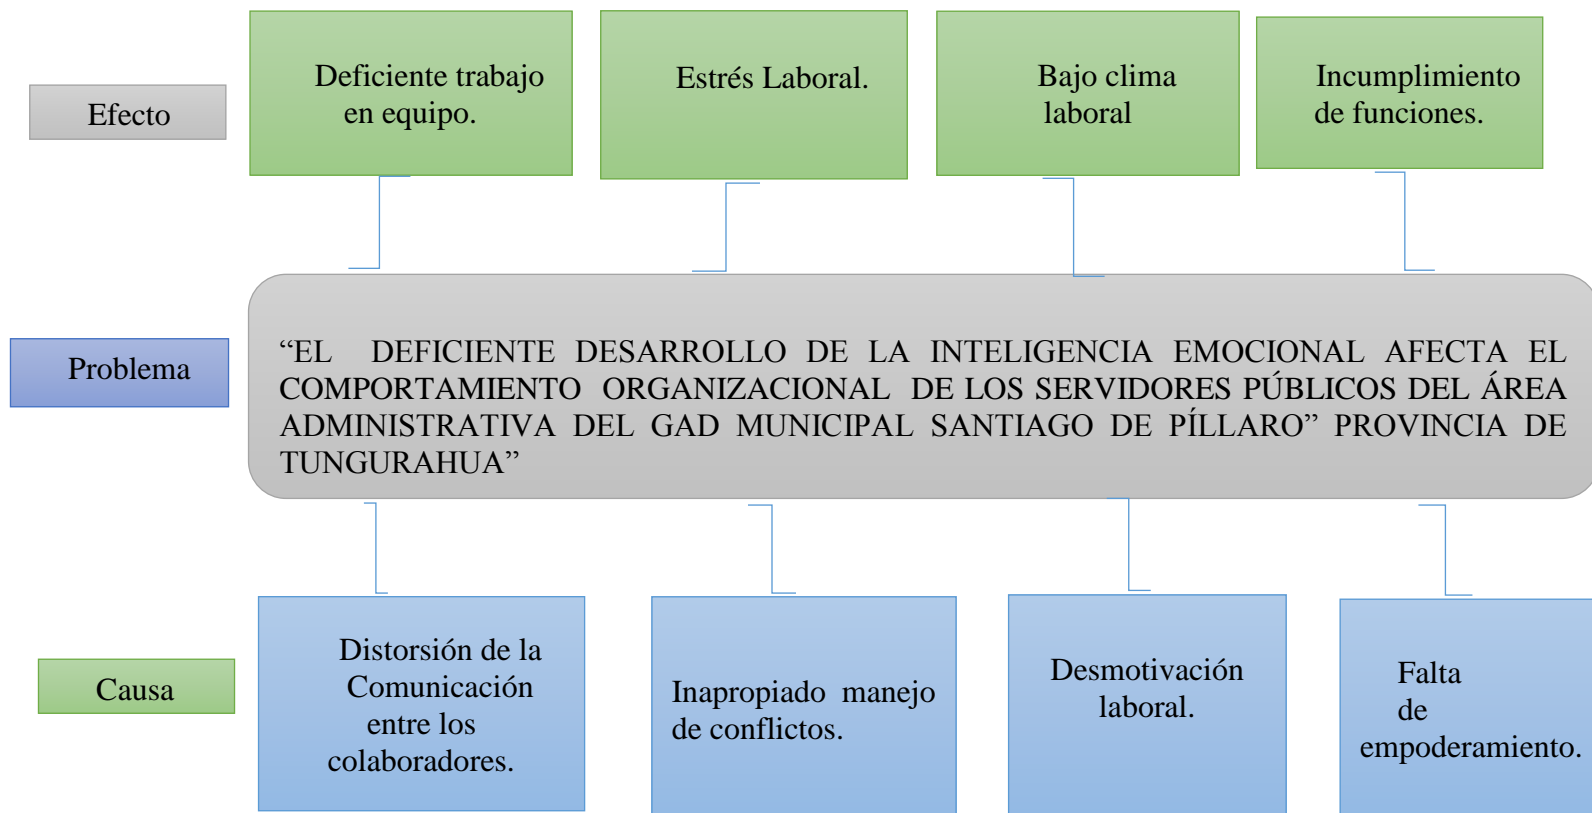 Efecto
Deficiente trabajo
en equipo.
Estrés Laboral.
Bajo clima
laboral
Incumplimiento
de funciones.
Problema
“EL DEFICIENTE DESARROLLO DE LA INTELIGENCIA EMOCIONAL AFECTA EL
COMPORTAMIENTO ORGANIZACIONAL DE LOS SERVIDORES PÚBLICOS DEL ÁREA
ADMINISTRATIVA DEL GAD MUNICIPAL SANTIAGO DE PÍLLARO” PROVINCIA DE
TUNGURAHUA”
Causa
Distorsión de la
Comunicación
entre los
colaboradores.
Inapropiado manejo
de conflictos.
Desmotivación
laboral.
Falta
de
empoderamiento.